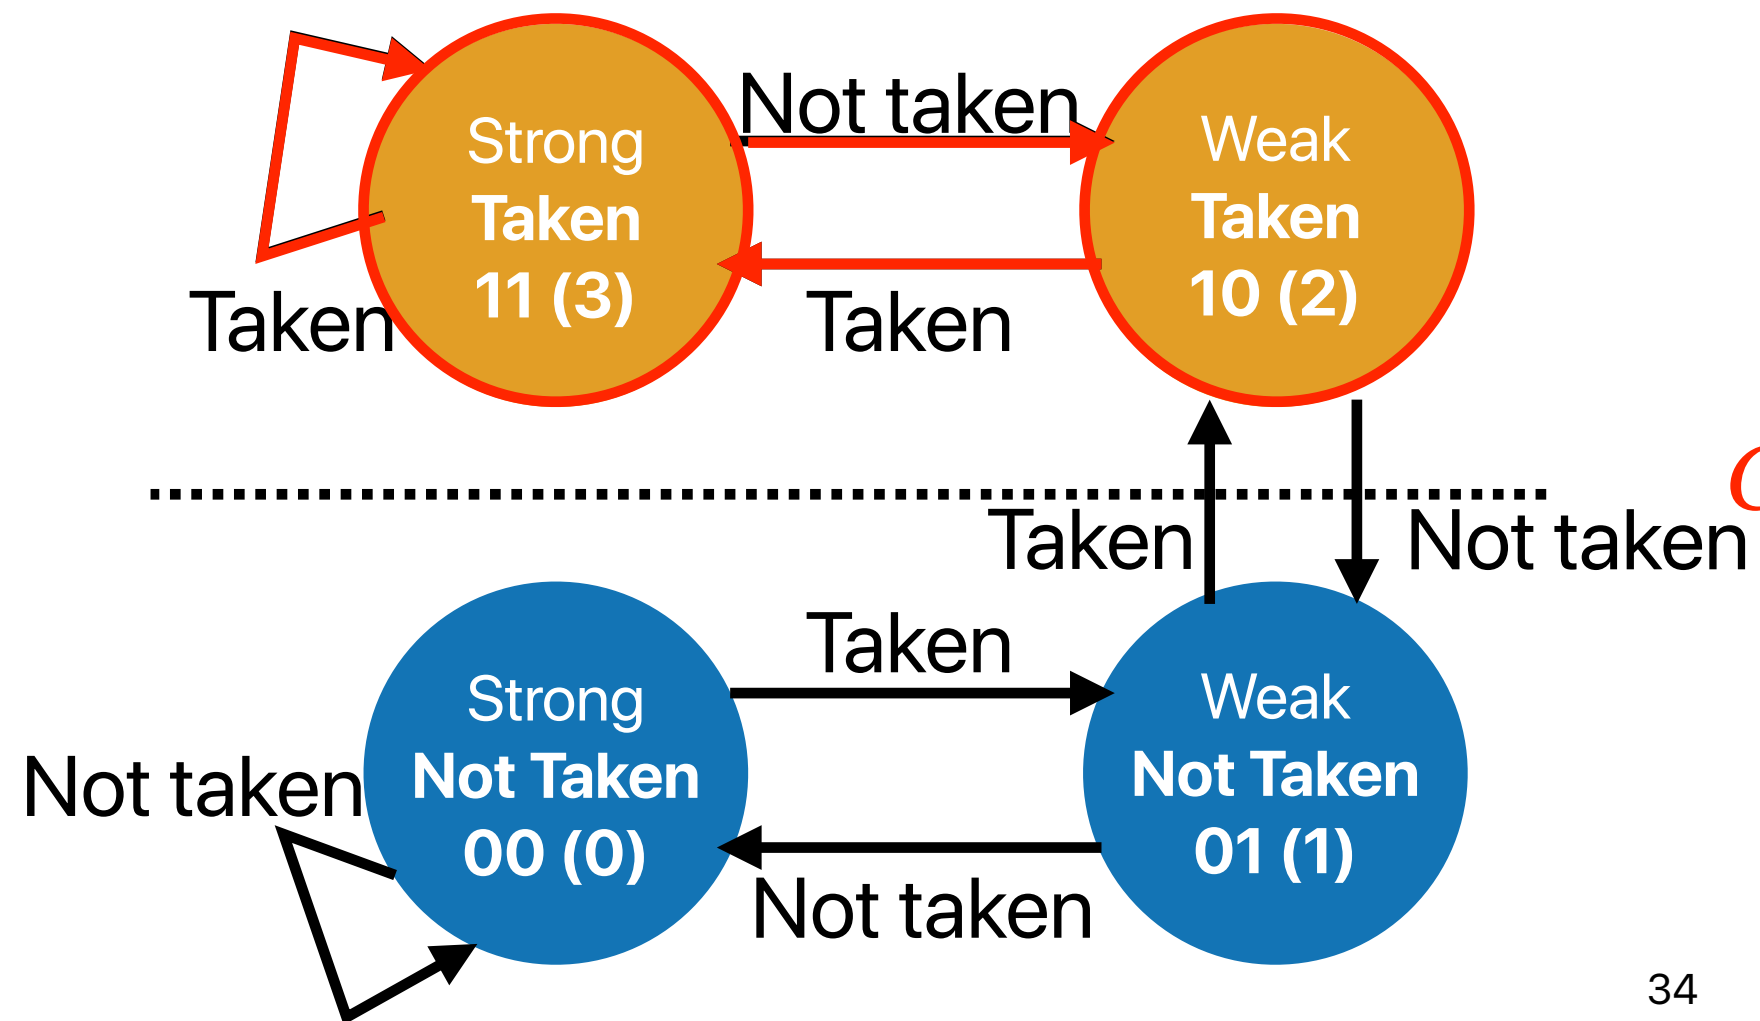 Not taken
Strong
Taken
11 (3)
Weak
Taken
10 (2)
Taken
Taken
Taken
Not taken
Taken
Strong
Not Taken
00 (0)
Weak
Not Taken
01 (1)
Not taken
Not taken
34